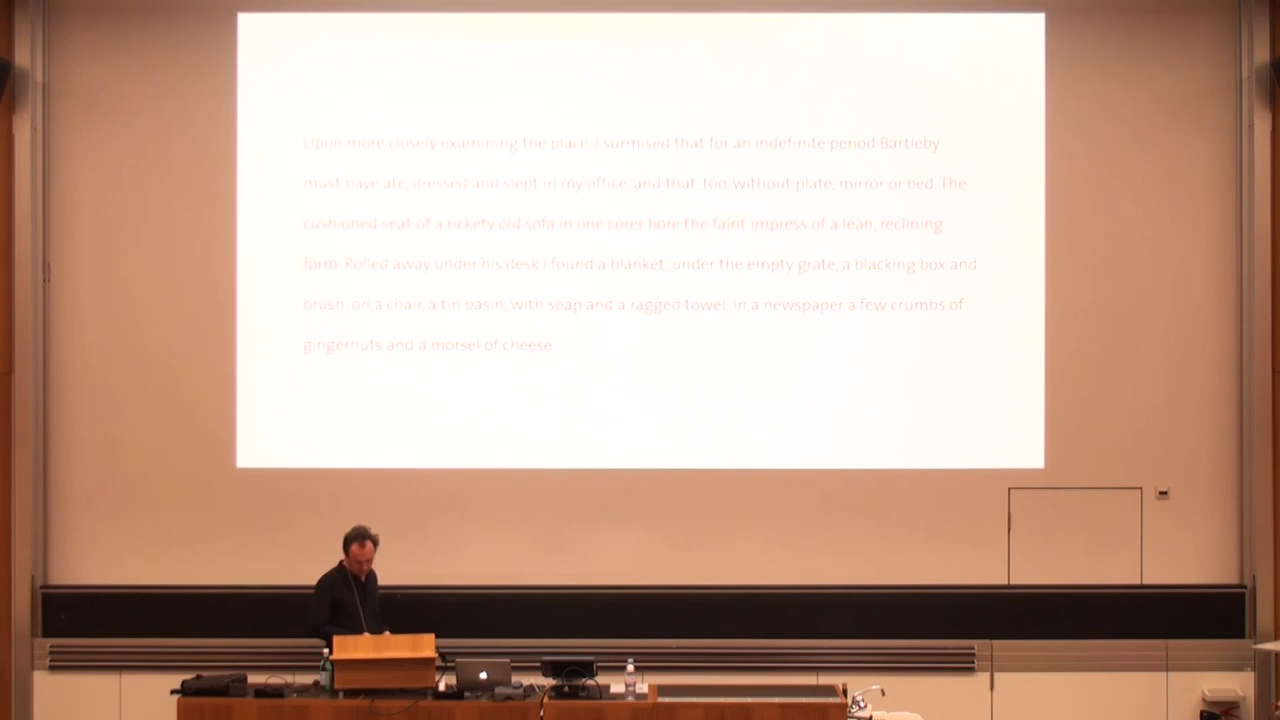 Upon more closely examining the place, I surmised that for an indefinite period Bartleby
must have ate, dressed and slept in my office, and that, too, without plate, mirror or bed. The
cushioned seat of a rickety old sofa in one corer bore the faint impress of a lean, reclining
form. Rolled away under his desk I found a blanket; under the empty grate, a blacking box and
brush; on a chair, a tin basin, with soap and a ragged towel; in a newspaper a few crumbs of
gingernuts and a morsel of cheese.